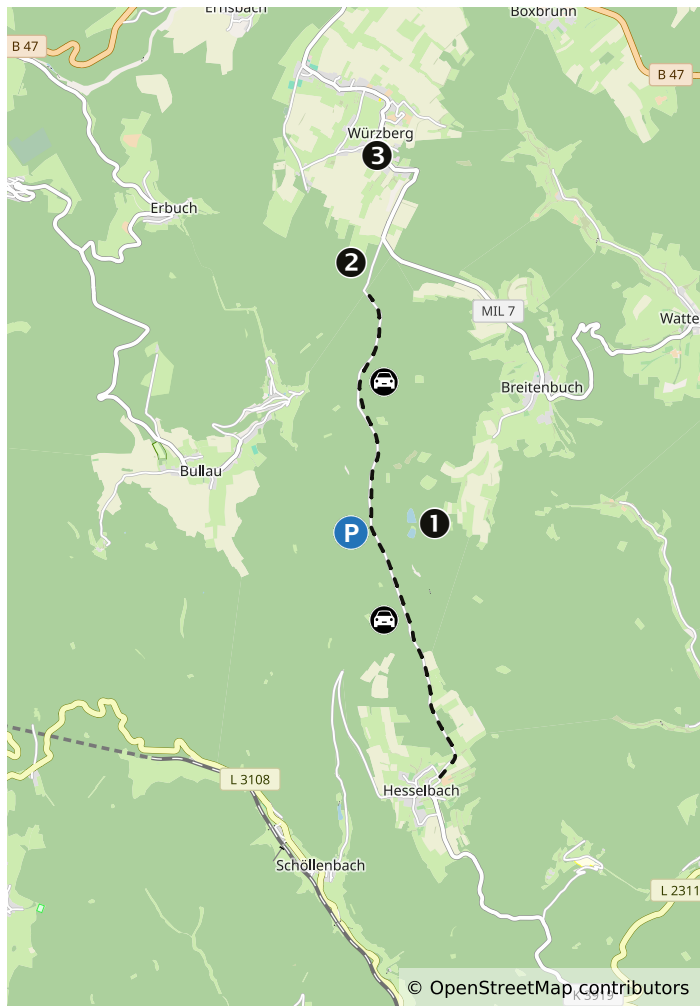 Ernsbach
Boxbrunn
B 47
B 47
Würzberg
3
Erbuch
2
MIL 7
Watte
Breitenbuch
Bullau
1
P
L 3108
Hesselbach
Schöllenbach
L 2311
K 3919
© OpenStreetMap contributors